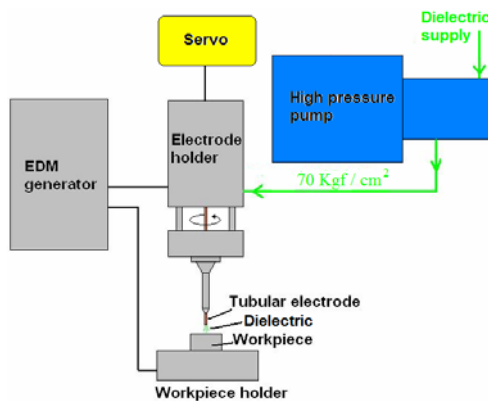 Dielectric
supply
Servo
High pressure
pump
Electrode
holder
EDM
generator
70 Kgf / cm²
Tubular electrode
Dielectric
Workpiece
Workpiece holder